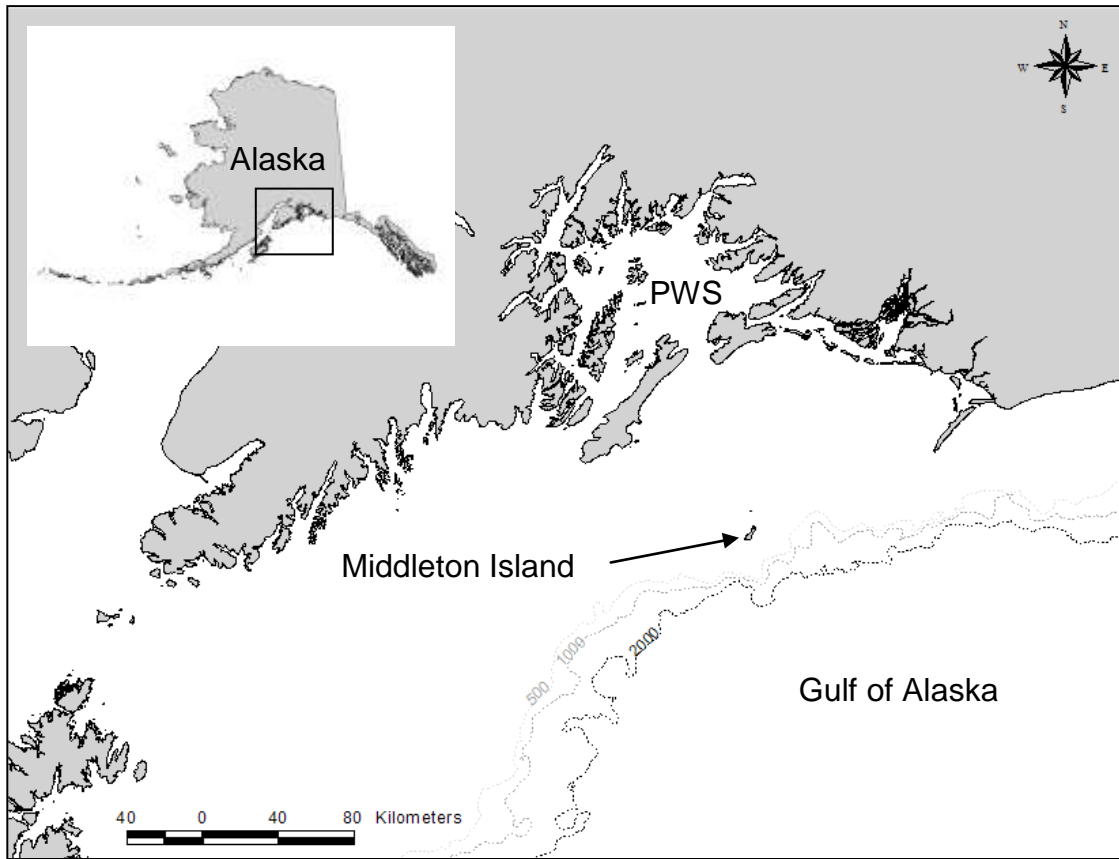 N
W E
S
Alaska
PWS
Middleton Island
2000
1000
500
Gulf of Alaska
40 0 40 80 Kilometers